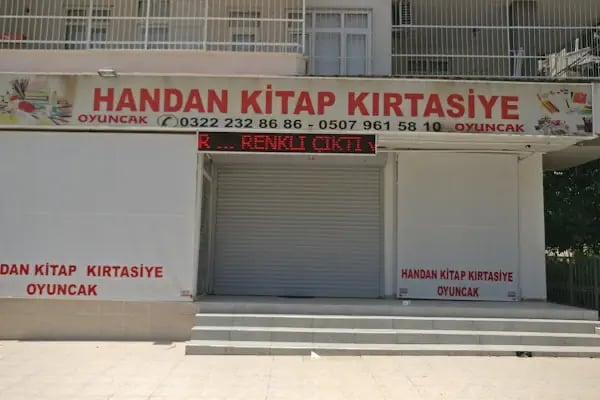 HANDAN KİTAP KIRTASİYE
OYUNCAK 0322 232 86 86 - 0507 961 58 10 OYUNCAK
R ... RENKLİ ÇIKTI
DAN KİTAP KIRTASİYE
OYUNCAK
HANDAN KİTAP KIRTASİYE
OYUNCAK